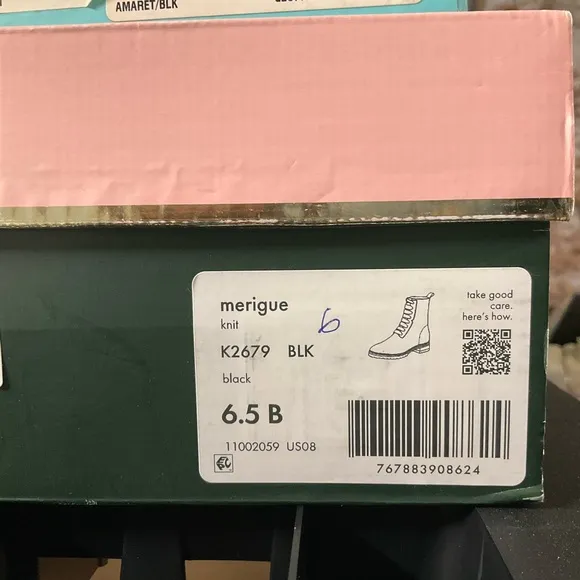 AMARET/BLK
merigue
knit
6
K2679 BLK
black
6.5 B
11002059 US08
take good
care.
here's how.
767883908624